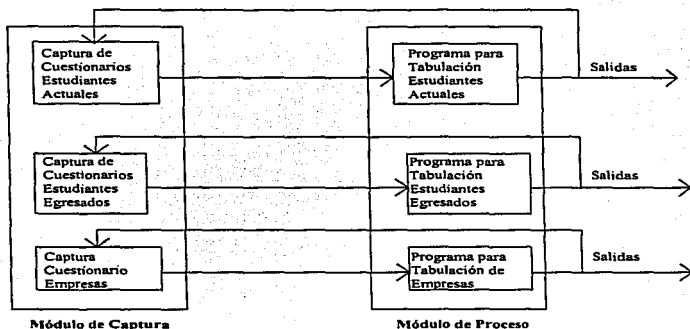 Captura de
Cuestionarios
Estudiantes
Actuales
Programa para
Tabulación
Estudiantes
Actuales
Salidas
Captura de
Cuestionarios
Estudiantes
Egresados
Programa para
Tabulación
Estudiantes
Egresados
Salidas
Captura
Cuestionario
Empresas
Programa para
Tabulación de
Empresas
Salidas
Módulo de Captura
Módulo de Proceso